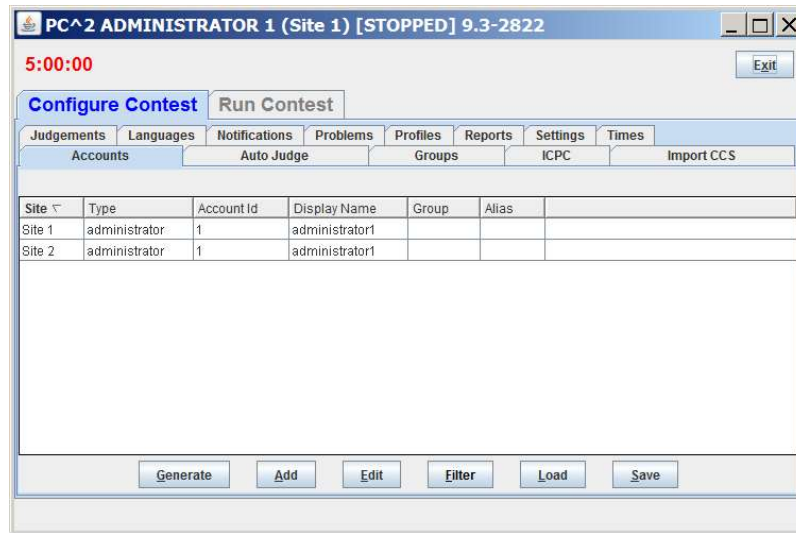 PC^2 ADMINISTRATOR 1 (Site 1) [STOPPED] 9.3-2822
5:00:00 Exit
Configure Contest Run Contest
Judgements Languages Notifications Problems Profiles Reports Settings Times
Accounts Auto Judge Groups ICPC Import CCS
Site Type Account Id Display Name Group Alias
Site 1 administrator 1 administrator1
Site 2 administrator 1 administrator1
Generate Add Edit Filter Load Save